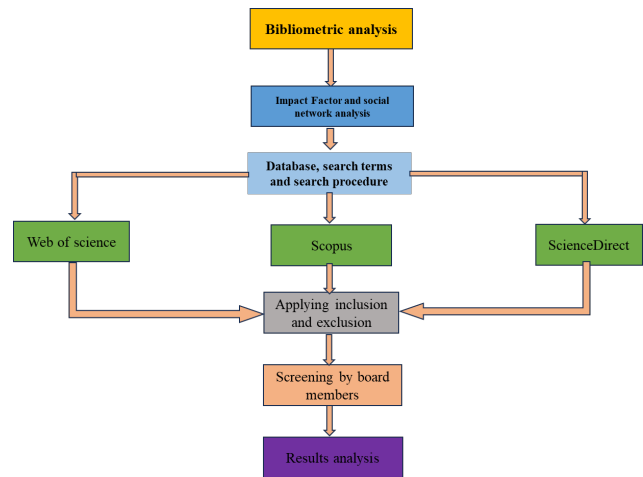 Bibliometric analysis
Impact Factor and social
network analysis
Database, search terms
and search procedure
Web of science
Scopus
ScienceDirect
Applying inclusion
and exclusion
Screening by board
members
Results analysis